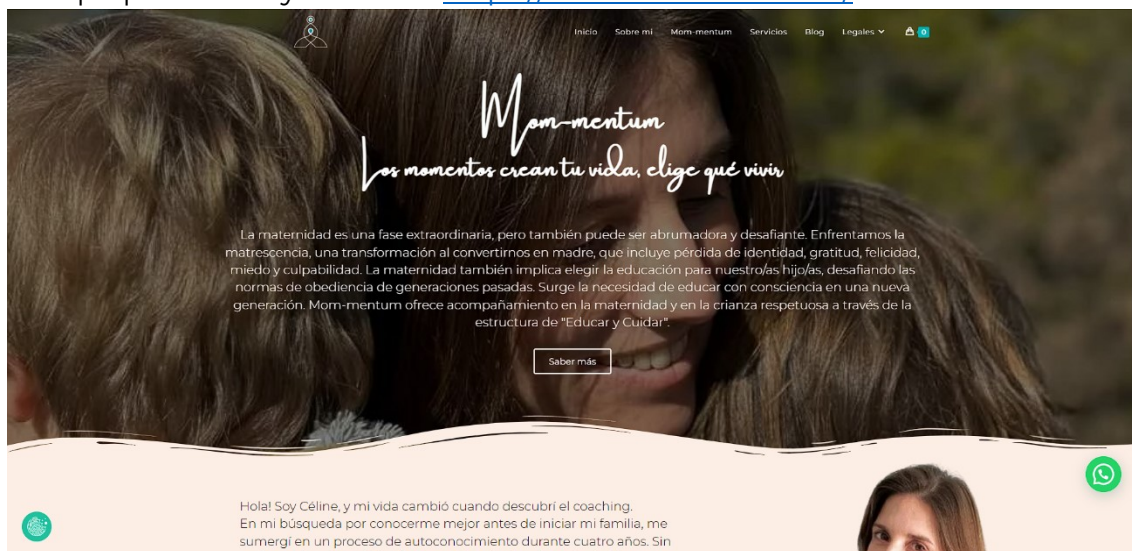 Inicio Sobre mi Mom-mentum Servicios Blog Legales 0
Mom-mentum
Los momentos crean tu vida, elige qué vivir
La maternidad es una fase extraordinaria, pero también puede ser abrumadora y desafiante. Enfrentamos la
matrescencia, una transformación al convertirnos en madre, que incluye pérdida de identidad, gratitud, felicidad,
miedo y culpabilidad. La maternidad también implica elegir la educación para nuestro/as hijo/as, desafiando las
normas de obediencia de generaciones pasadas. Surge la necesidad de educar con consciencia en una nueva
generación. Mom-mentum ofrece acompañamiento en la maternidad y en la crianza respetuosa a través de la
estructura de "Educar y Cuidar".
Saber más
Hola! Soy Céline, y mi vida cambió cuando descubrí el coaching.
En mi búsqueda por conocerme mejor antes de iniciar mi familia, me
sumergí en un proceso de autoconocimiento durante cuatro años. Sin